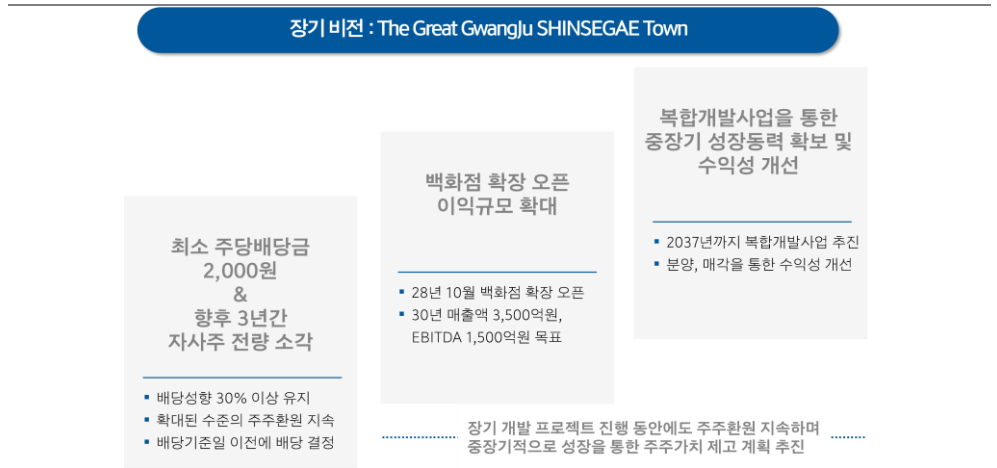 장기 비전 : The Great GwangJu SHINSEGAE Town
최소 주당배당금
2,000원
&
향후 3년간
자사주 전량 소각
▪ 배당성향 30% 이상 유지
▪ 확대된 수준의 주주환원 지속
▪ 배당기준일 이전에 배당 결정
백화점 확장 오픈
이익규모 확대
▪ 28년 10월 백화점 확장 오픈
▪ 30년 매출액 3,500억원,
EBITDA 1,500억원 목표
복합개발사업을 통한
중장기 성장동력 확보 및
수익성 개선
▪ 2037년까지 복합개발사업 추진
▪ 분양, 매각을 통한 수익성 개선
장기 개발 프로젝트 진행 동안에도 주주환원 지속하며
중장기적으로 성장을 통한 주주가치 제고 계획 추진